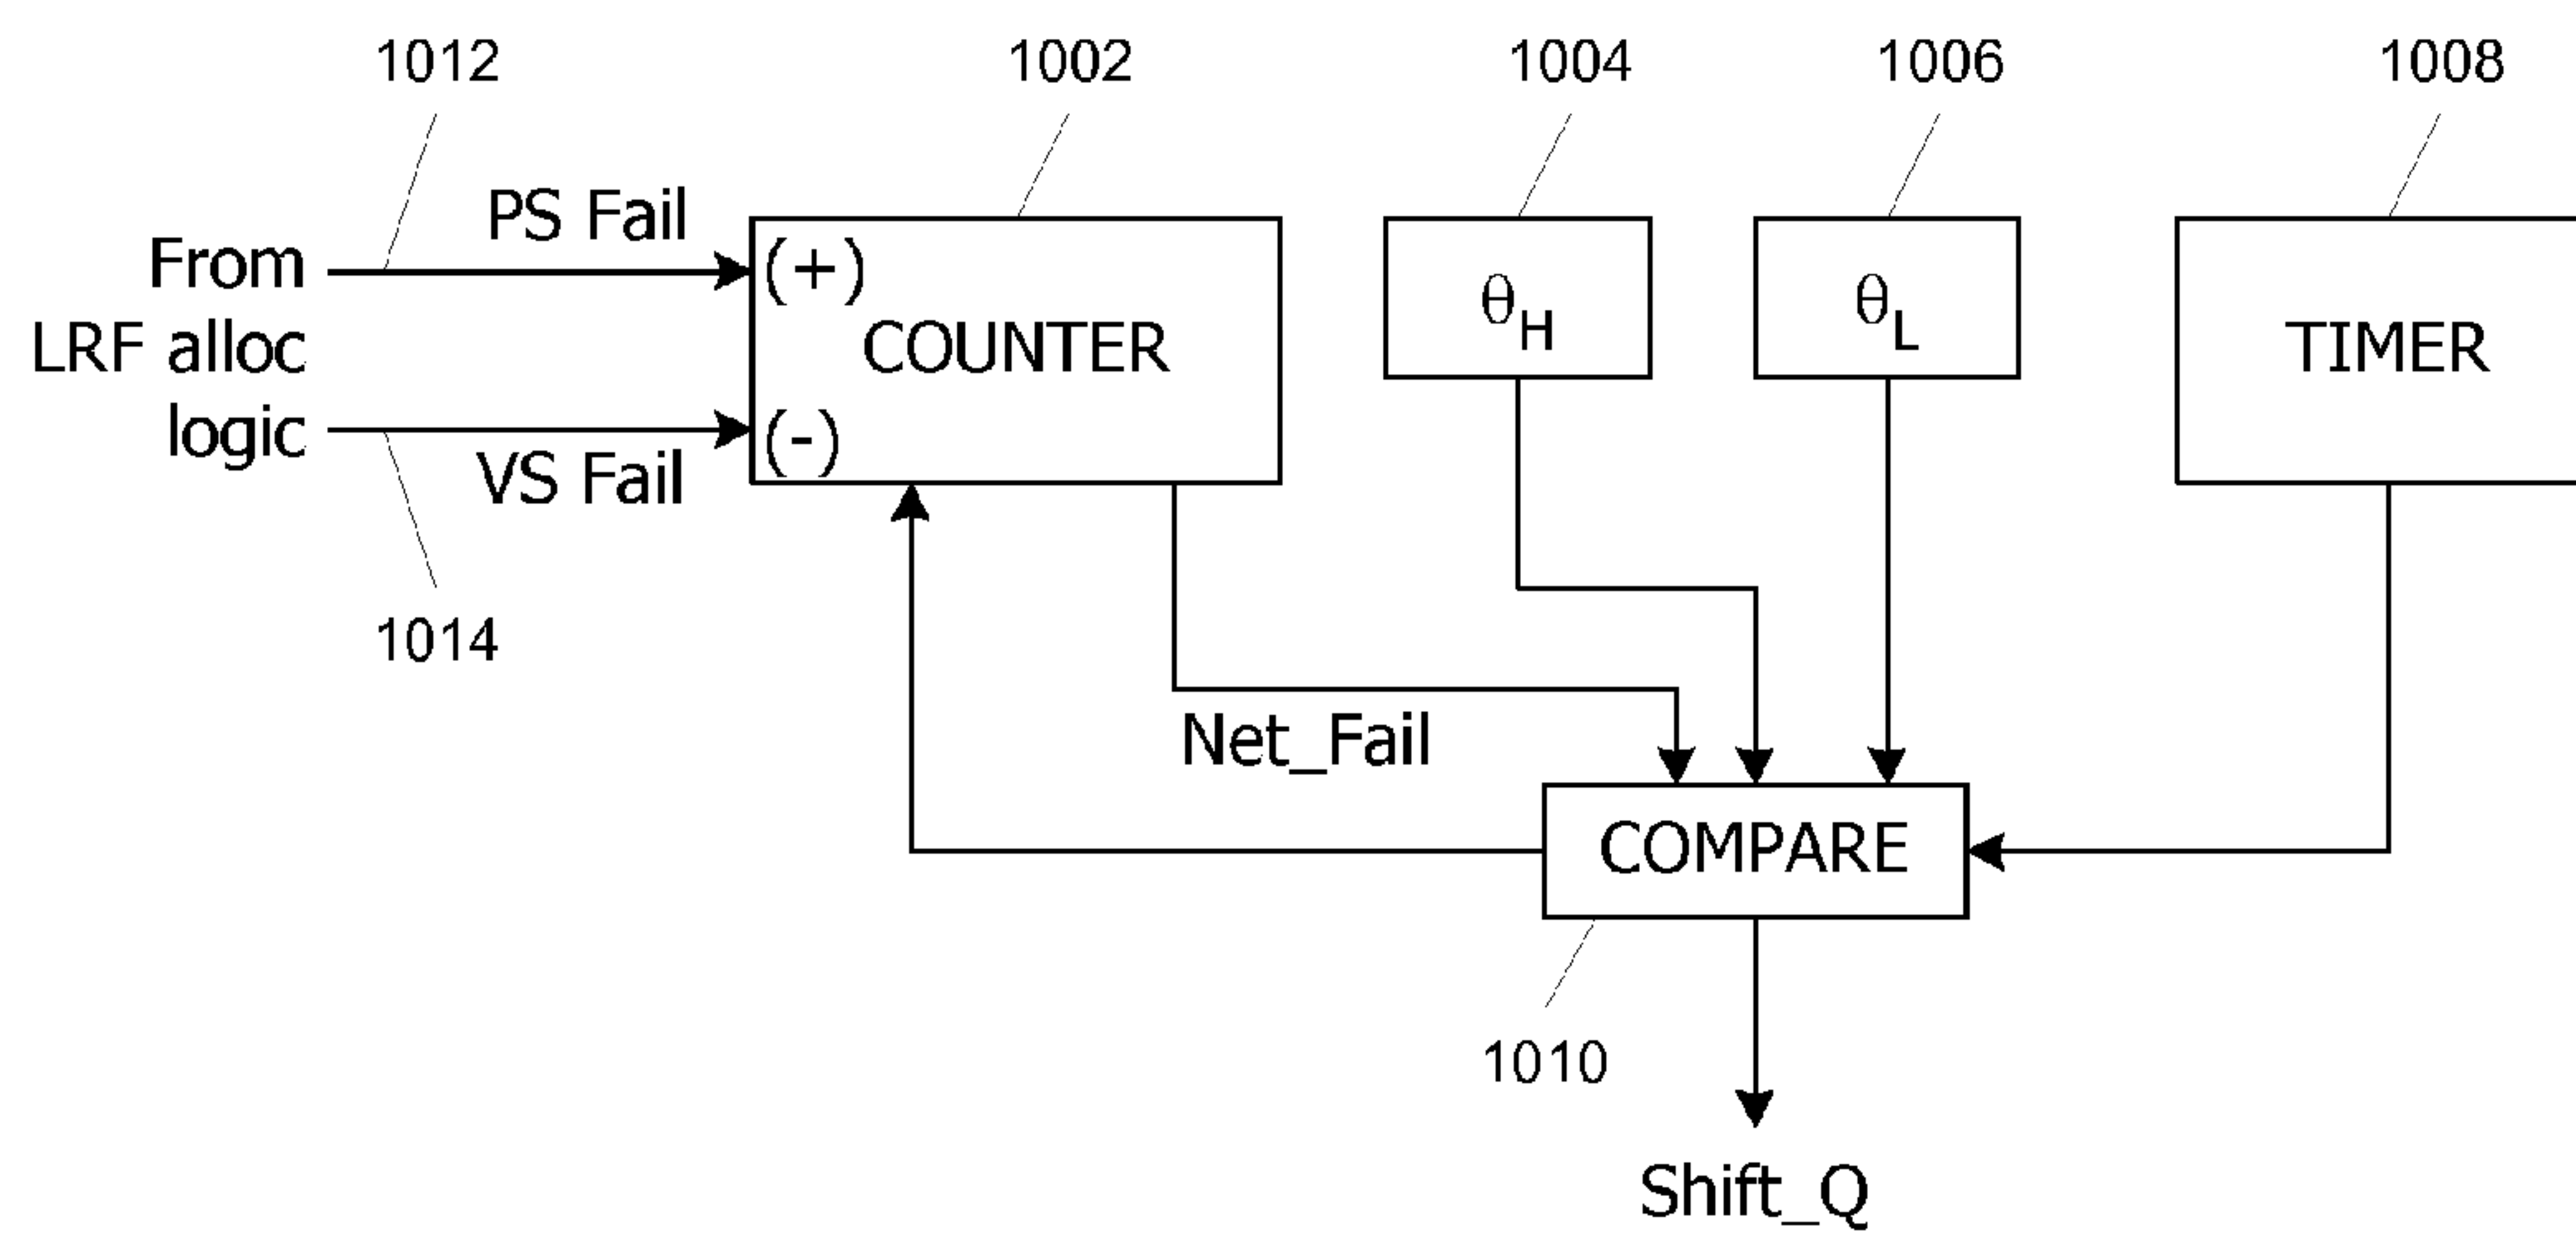 1012
1002
1004
1006
1008
PS Fail
From
LRF alloc
logic
(+)
COUNTER
(-)
θH
θL
TIMER
VS Fail
1014
Net_Fail
COMPARE
1010
Shift_Q